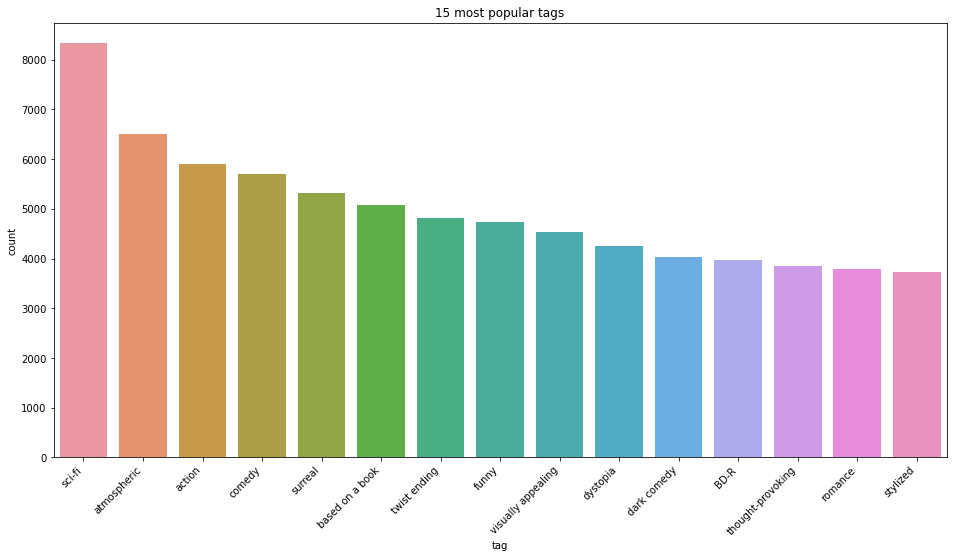 15 most popular tags
count
8000
7000
6000
5000
4000
3000
2000
1000
0
sci-fi
atmospheric
action
comedy
surreal
based on a book
twist ending
funny
visually appealing
dystopia
dark comedy
BD-R
thought-provoking
romance
stylized
tag